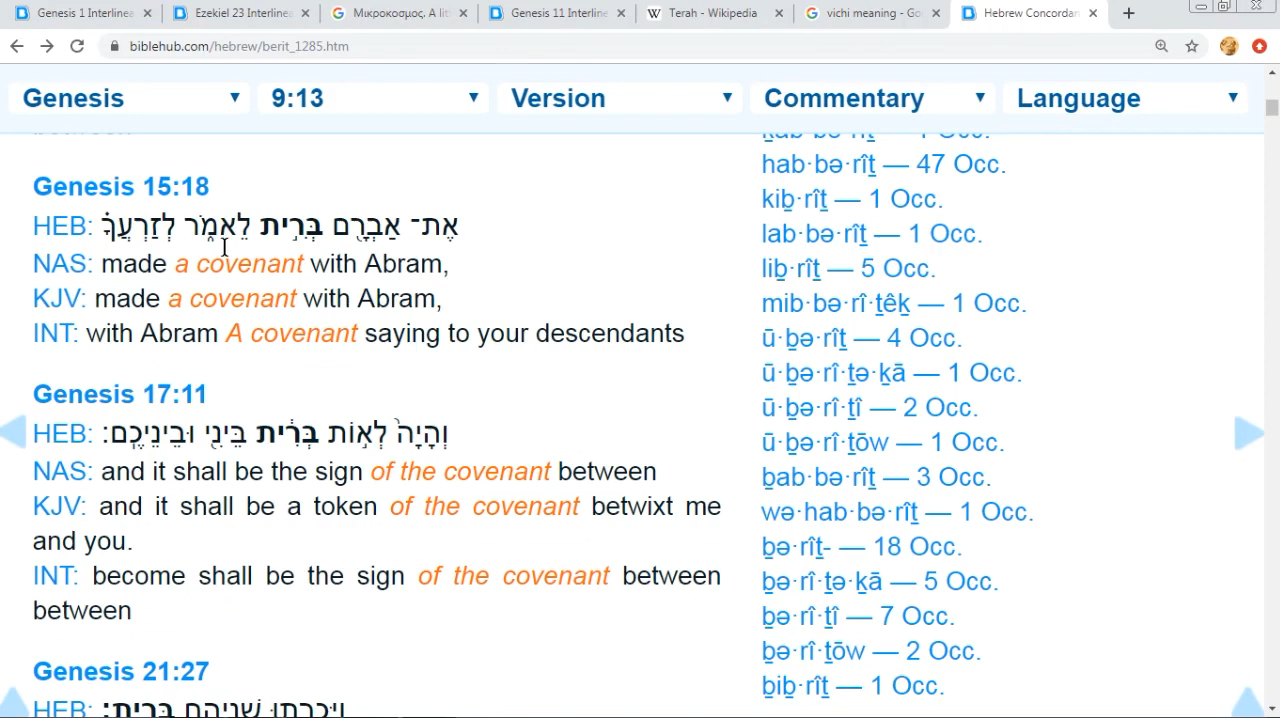 Genesis 1 Interlinea
Ezekiel 23 Interlinea
Μικροκοσμος, A lit
Genesis 11 Interline
Terah - Wikipedia
vichi meaning - Go
Hebrew Concordan
biblehub.com/hebrew/berit_1285.htm
Genesis
9:13
Version
Commentary
Language
Genesis 15:18
HEB: אֶת־ אַבְרָ֖ם בְּרִ֣ית לֵאמֹ֑ר לְזַרְעֲךָ֗
NAS: made a covenant with Abram,
KJV: made a covenant with Abram,
INT: with Abram A covenant saying to your descendants
Genesis 17:11
HEB: וְהָיָה֙ לְא֣וֹת בְּרִ֔ית בֵּינִ֖י וּבֵינֵיכֶֽם׃
NAS: and it shall be the sign of the covenant between
KJV: and it shall be a token of the covenant betwixt me
and you.
INT: become shall be the sign of the covenant between
between
Genesis 21:27
HEB: וַיִּכְרְת֥וּ שְׁנֵיהֶ֖ם בְּרִֽית׃
hab·bə·rîṯ — 47 Occ.
kiḇ·rîṯ — 1 Occ.
lab·bə·rîṯ — 1 Occ.
liḇ·rîṯ — 5 Occ.
mib·bə·rî·ṯêḵ — 1 Occ.
ū·ḇə·rîṯ — 4 Occ.
ū·ḇə·rî·ṯə·ḵā — 1 Occ.
ū·ḇə·rî·ṯî — 2 Occ.
ū·ḇə·rî·ṯōw — 1 Occ.
ḇab·bə·rîṯ — 3 Occ.
wə·hab·bə·rîṯ — 1 Occ.
ḇə·rîṯ- — 18 Occ.
ḇə·rî·ṯə·ḵā — 5 Occ.
ḇə·rî·ṯî — 7 Occ.
ḇə·rî·ṯōw — 2 Occ.
ḇiḇ·rîṯ — 1 Occ.